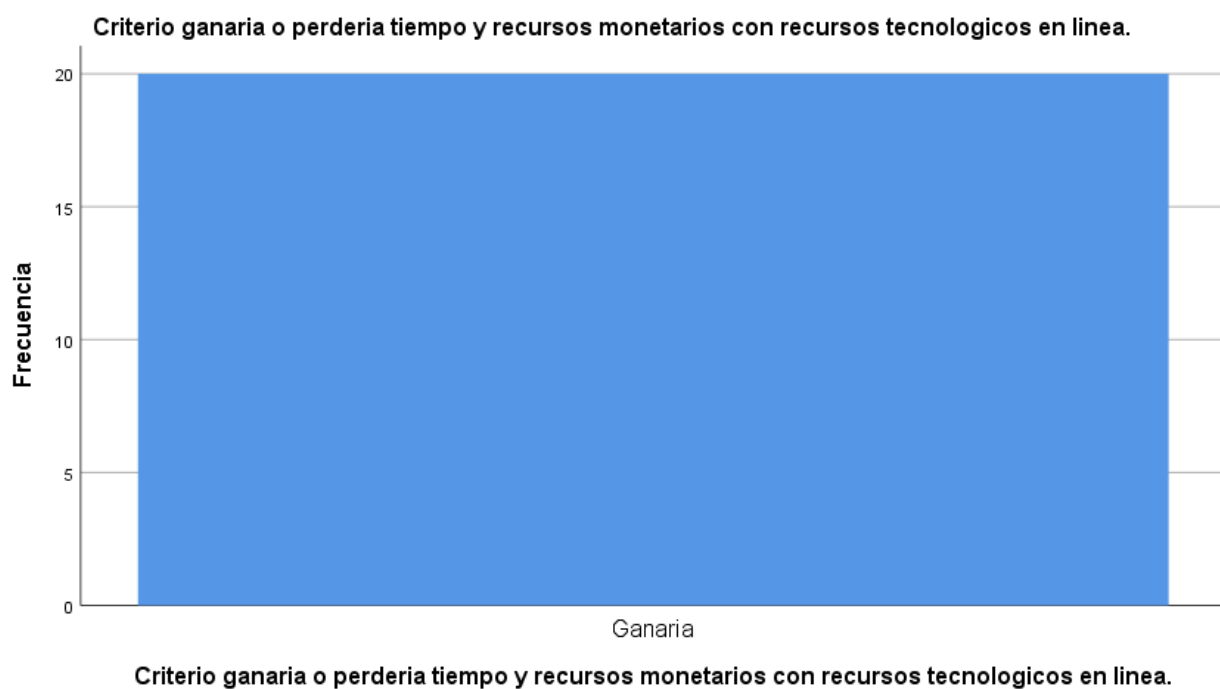 Criterio ganaria o perderia tiempo y recursos monetarios con recursos tecnologicos en linea.
20
15
10
5
0
Frecuencia
Ganaria
Criterio ganaria o perderia tiempo y recursos monetarios con recursos tecnologicos en linea.